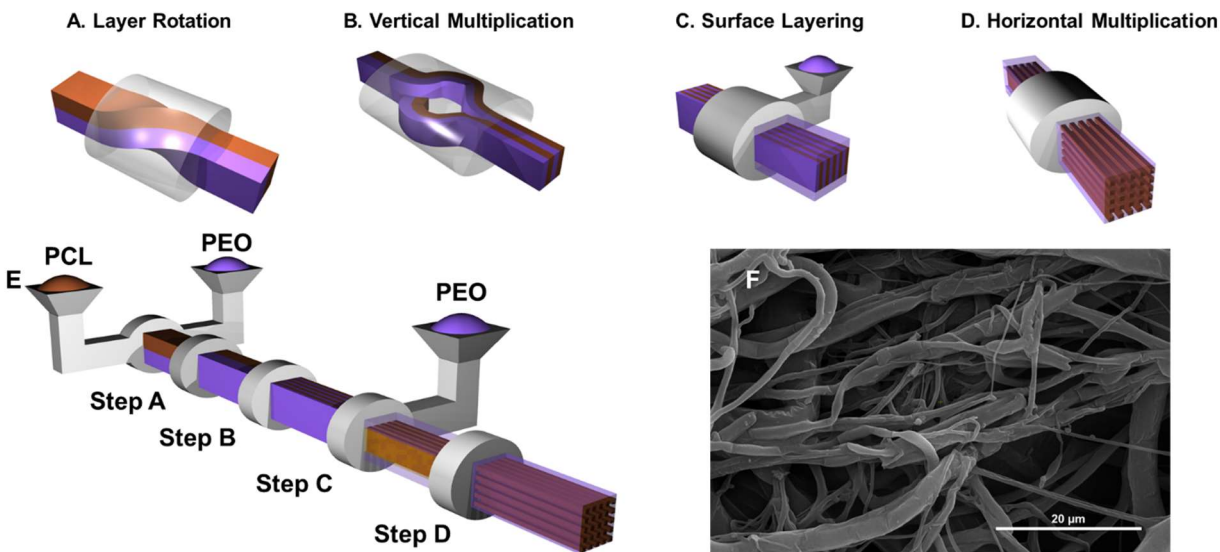 A. Layer Rotation
B. Vertical Multiplication
C. Surface Layering
D. Horizontal Multiplication
E
PCL
PEO
PEO
Step A
Step B
Step C
Step D
F
20 µm